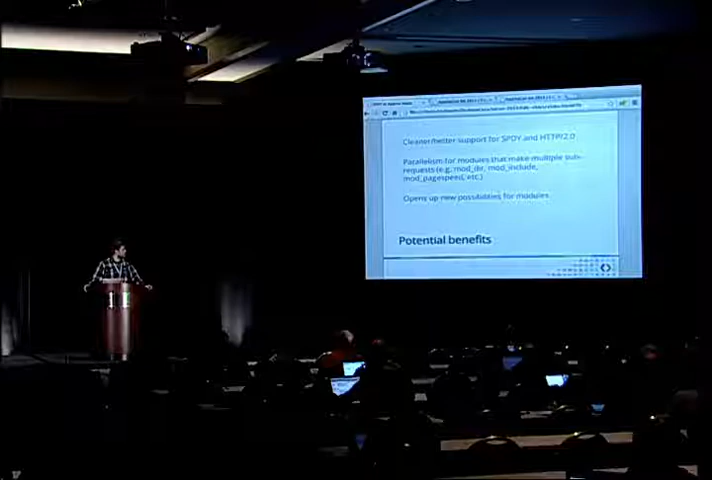 Cleaner/better support for SPDY and HTTP/2.0
Parallelism for modules that make multiple sub-
requests (e.g. mod_dir, mod_include,
mod_pagespeed, etc.)
Opens up new possibilities for modules.
Potential benefits